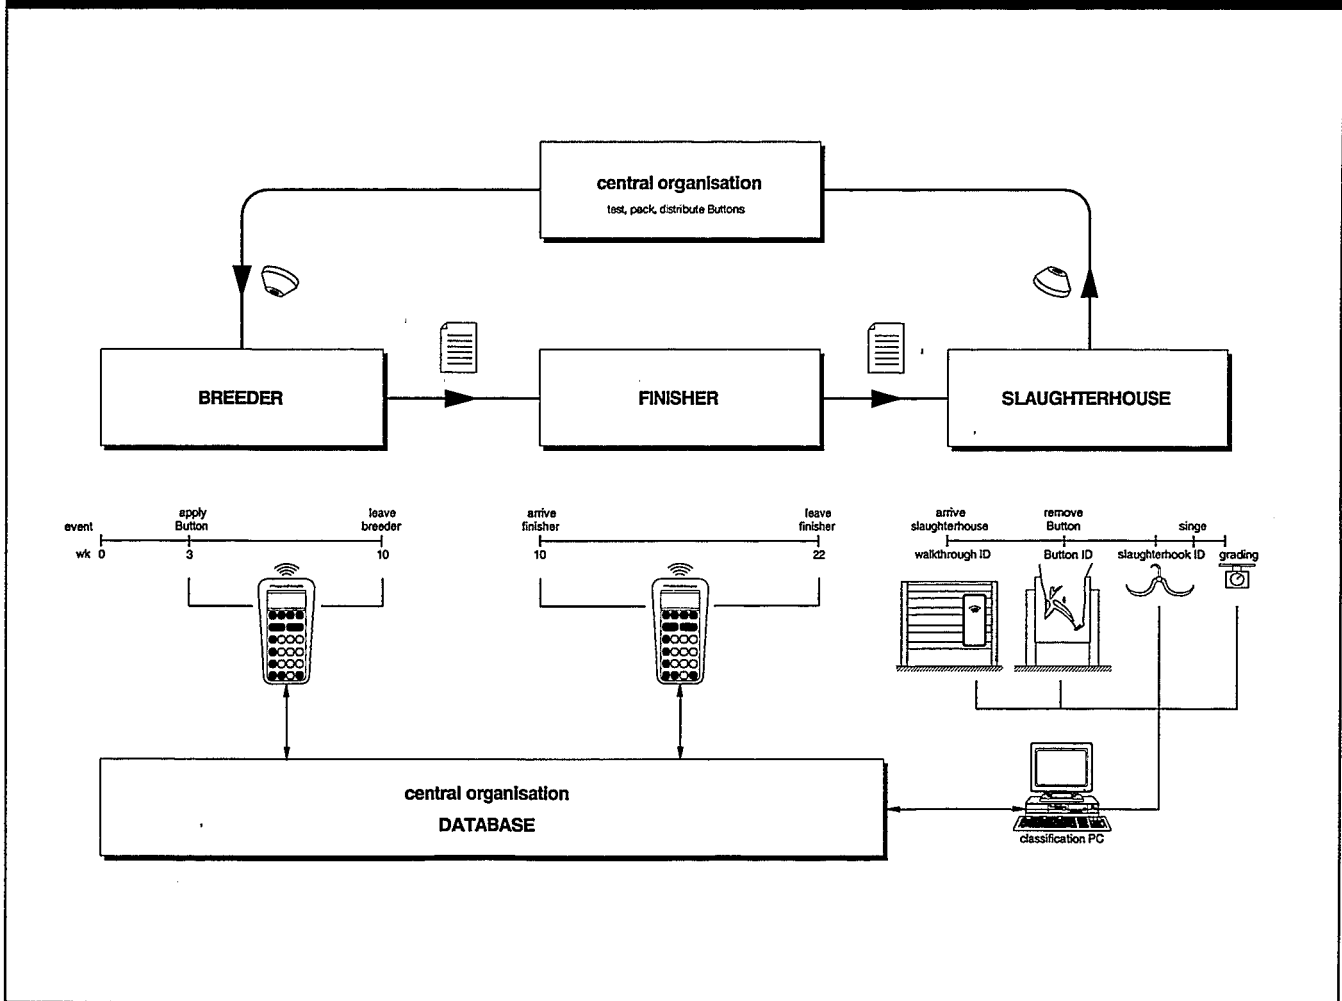 central organisation
test, pack, distribute Buttons
BREEDER
FINISHER
SLAUGHTERHOUSE
event
apply
Button
leave
breeder
wk 0 3 10
arrive
finisher
leave
finisher
10 22
arrive
slaughterhouse
remove
Button
singe
walkthrough ID
Button ID
slaughterhook ID
grading
central organisation
DATABASE
classification PC